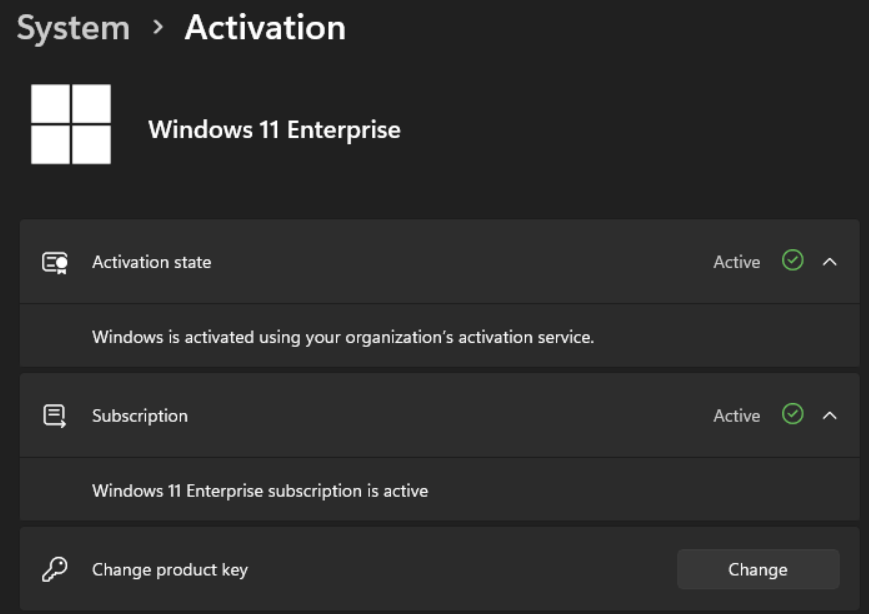 System > Activation
Windows 11 Enterprise
Activation state Active
Windows is activated using your organization's activation service.
Subscription Active
Windows 11 Enterprise subscription is active
Change product key Change